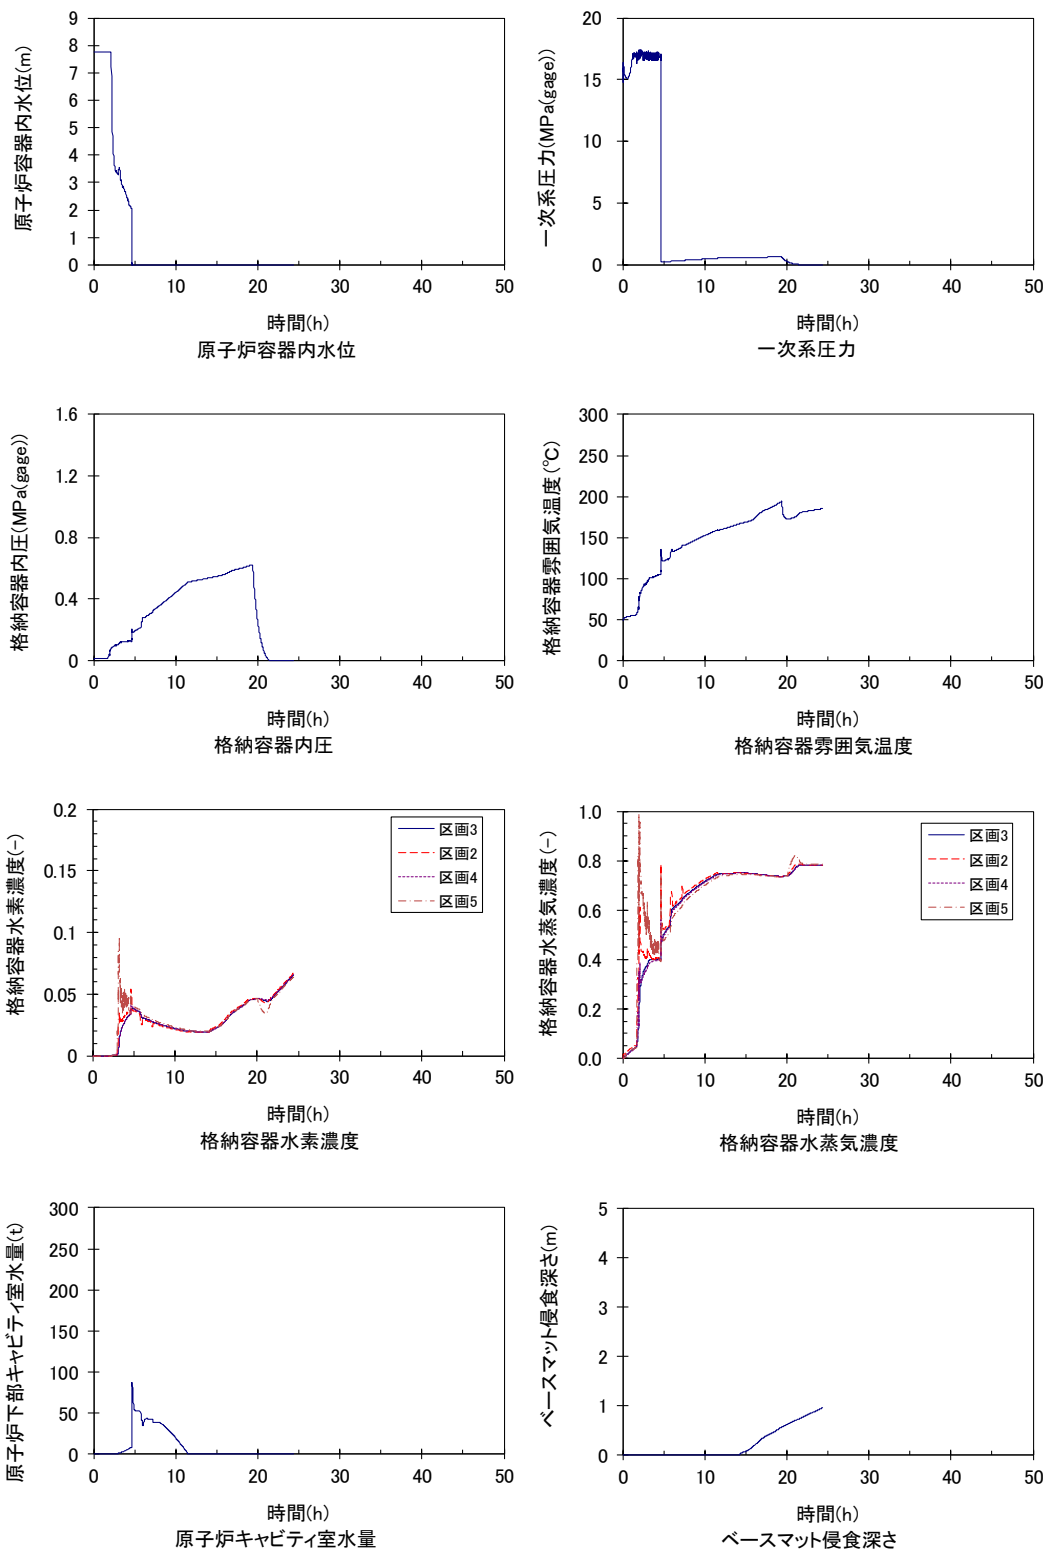 原子炉容器内水位(m)
9
8
7
6
5
4
3
2
1
0
0 10 20 30 40 50
時間(h)
原子炉容器内水位
一次系圧力(MPa(gage))
20
15
10
5
0
0 10 20 30 40 50
時間(h)
一次系圧力
格納容器内圧(MPa(gage))
1.6
1.2
0.8
0.4
0
0 10 20 30 40 50
時間(h)
格納容器内圧
格納容器雰囲気温度(℃)
300
250
200
150
100
50
0
0 10 20 30 40 50
時間(h)
格納容器雰囲気温度
格納容器水素濃度(-)
0.2
0.15
0.1
0.05
0
区画3
区画2
区画4
区画5
0 10 20 30 40 50
時間(h)
格納容器水素濃度
格納容器水蒸気濃度(-)
1.0
0.8
0.6
0.4
0.2
0.0
区画3
区画2
区画4
区画5
0 10 20 30 40 50
時間(h)
格納容器水蒸気濃度
原子炉下部キャビティ室水量(t)
300
250
200
150
100
50
0
0 10 20 30 40 50
時間(h)
原子炉キャビティ室水量
ベースマット侵食深さ(m)
5
4
3
2
1
0
0 10 20 30 40 50
時間(h)
ベースマット侵食深さ